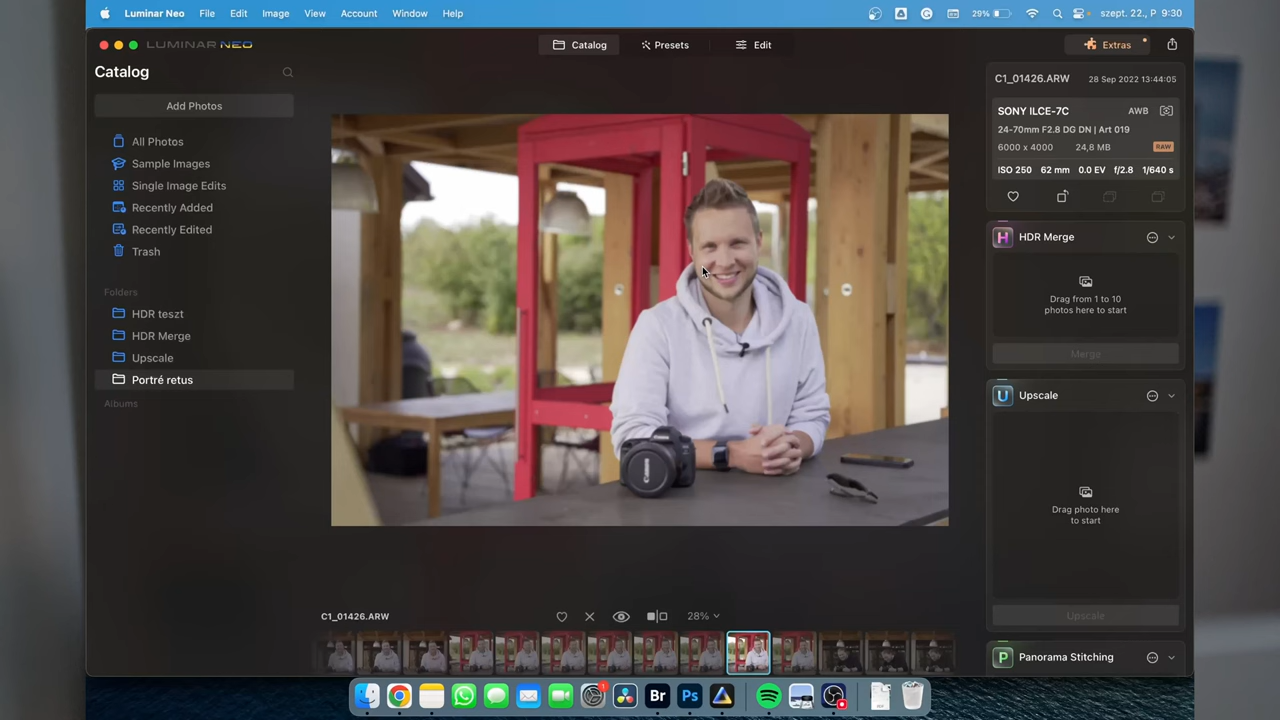 Luminar Neo File Edit Image View Account Window Help 29% szept. 22., P 9:30
LUMINAR NEO
Catalog Presets Edit Extras
Catalog
Add Photos
All Photos
Sample Images
Single Image Edits
Recently Added
Recently Edited
Trash
Folders
HDR teszt
HDR Merge
Upscale
Portré retus
Albums
Canon
C1_01426.ARW
28%
C1_01426.ARW 28 Sep 2022 13:44:05
SONY ILCE-7C AWB
24-70mm F2.8 DG DN | Art 019
6000 x 4000 24,8 MB RAW
ISO 250 62 mm 0.0 EV f/2.8 1/640 s
H HDR Merge
Drag from 1 to 10
photos here to start
Merge
U Upscale
Drag photo here
to start
Upscale
P Panorama Stitching
1
Br Ps